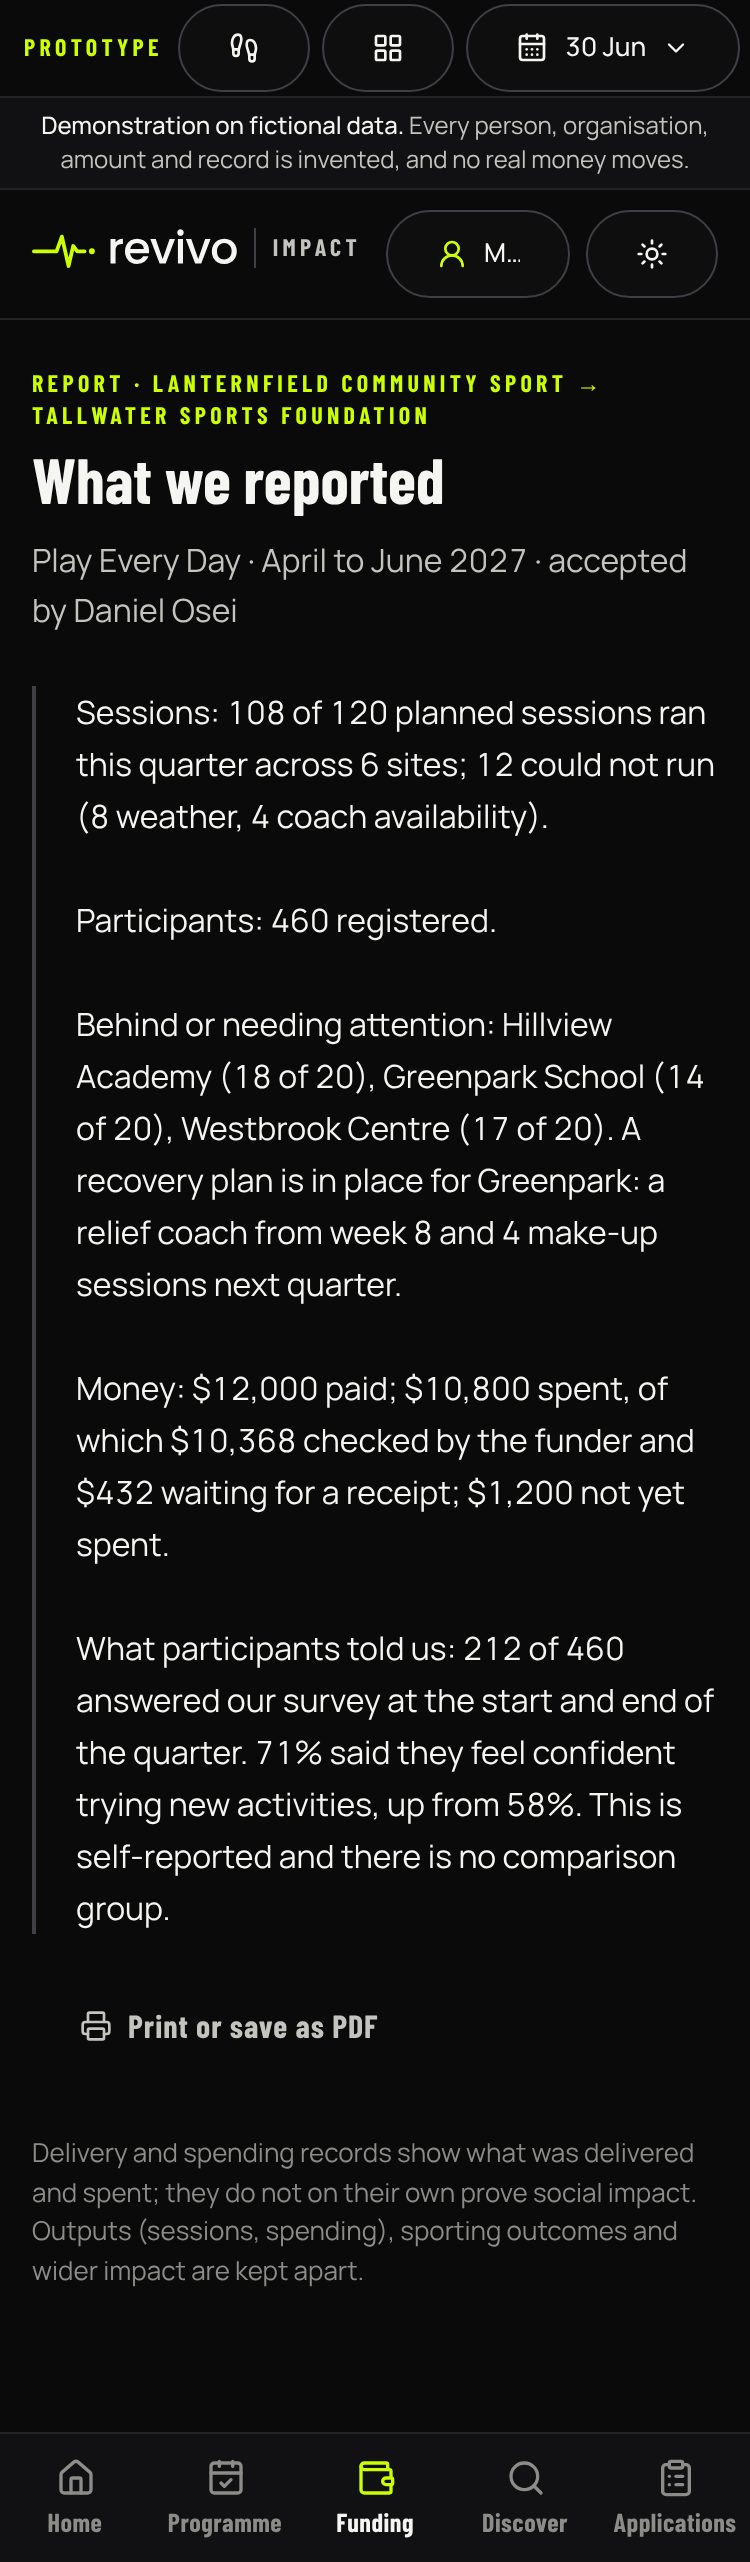 PROTOTYPE
30 Jun
Demonstration on fictional data. Every person, organisation,
amount and record is invented, and no real money moves.
revivo
IMPACT
M...
REPORT · LANTERNFIELD COMMUNITY SPORT →
TALLWATER SPORTS FOUNDATION
What we reported
Play Every Day · April to June 2027 · accepted
by Daniel Osei
Sessions: 108 of 120 planned sessions ran
this quarter across 6 sites; 12 could not run
(8 weather, 4 coach availability).
Participants: 460 registered.
Behind or needing attention: Hillview
Academy (18 of 20), Greenpark School (14
of 20), Westbrook Centre (17 of 20). A
recovery plan is in place for Greenpark: a
relief coach from week 8 and 4 make-up
sessions next quarter.
Money: $12,000 paid; $10,800 spent, of
which $10,368 checked by the funder and
$432 waiting for a receipt; $1,200 not yet
spent.
What participants told us: 212 of 460
answered our survey at the start and end of
the quarter. 71% said they feel confident
trying new activities, up from 58%. This is
self-reported and there is no comparison
group.
Print or save as PDF
Delivery and spending records show what was delivered
and spent; they do not on their own prove social impact.
Outputs (sessions, spending), sporting outcomes and
wider impact are kept apart.
Home
Programme
Funding
Discover
Applications